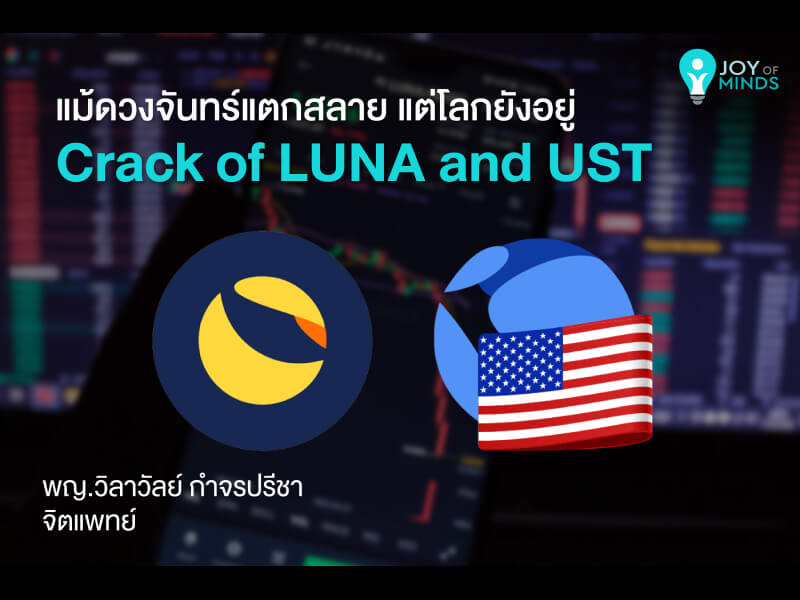 JOY OF
MINDS
แม้ดวงจันทร์แตกสลาย แต่โลกยังอยู่
Crack of LUNA and UST
พญ.วิลาวัลย์ กำจรปรีชา
จิตแพทย์